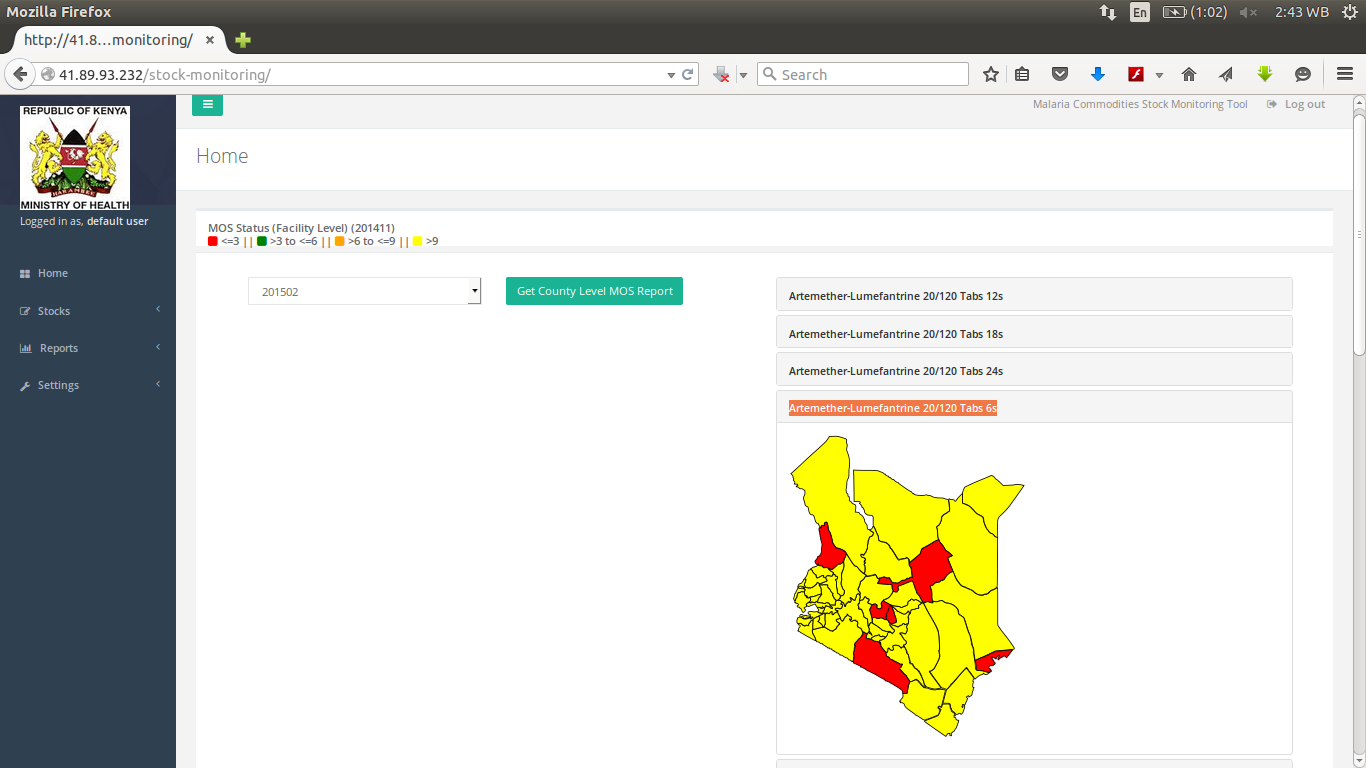 Mozilla Firefox
En
(1:02)
2:43 WB
http://41.8...monitoring/
41.89.93.232/stock-monitoring/
Search
REPUBLIC OF KENYA
HARAMBEE
MINISTRY OF HEALTH
Logged in as, default user
Home
Stocks
Reports
Settings
Malaria Commodities Stock Monitoring Tool
Log out
Home
MOS Status (Facility Level) (201411)
<=3 || >3 to <=6 || >6 to <=9 || >9
201502
Get County Level MOS Report
Artemether-Lumefantrine 20/120 Tabs 12s
Artemether-Lumefantrine 20/120 Tabs 18s
Artemether-Lumefantrine 20/120 Tabs 24s
Artemether-Lumefantrine 20/120 Tabs 6s